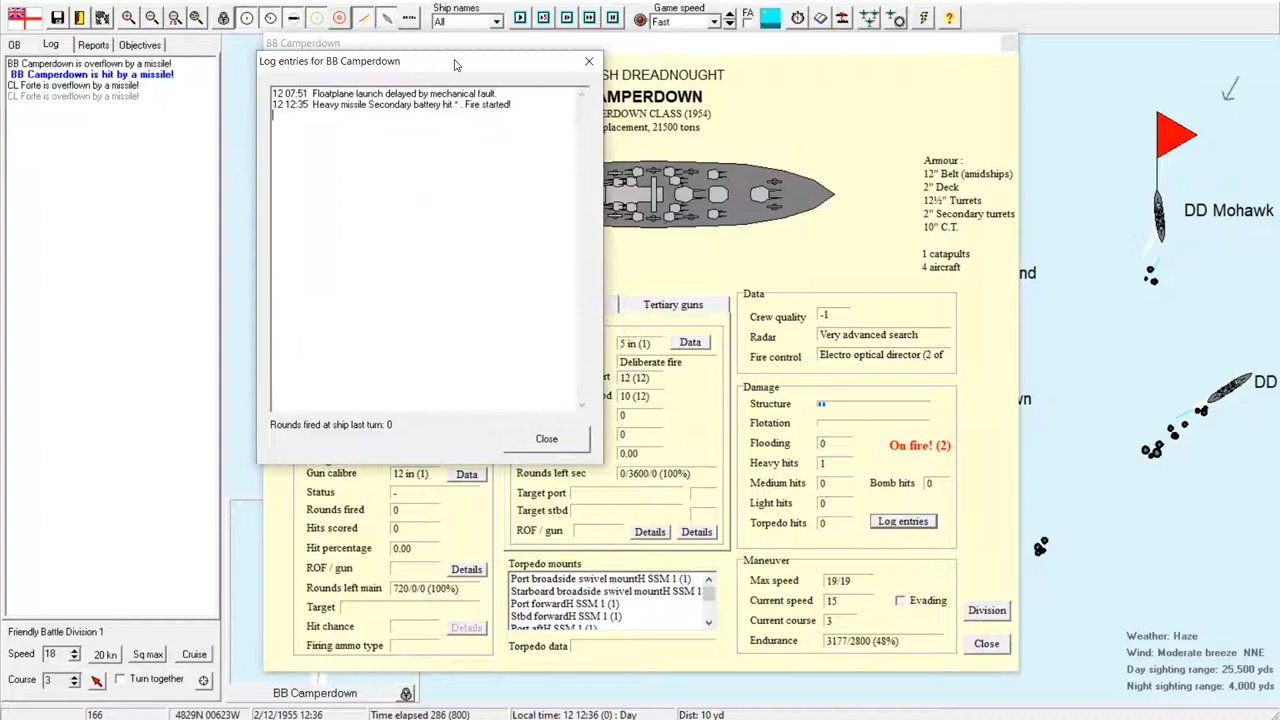 Ship names
All
Game speed
Fast
FA
OB
Log
Reports
Objectives
BB Camperdown is overflown by a missile!
BB Camperdown is hit by a missile!
CL Forte is overflown by a missile!
CL Forte is overflown by a missile!
BB Camperdown
Log entries for BB Camperdown
12 07:51 Floatplane launch delayed by mechanical fault.
12 12:35 Heavy missile Secondary battery hit * . Fire started!
Rounds fired at ship last turn: 0
Close
SH DREADNOUGHT
AMPERDOWN
ERDOWN CLASS (1954)
placement, 21500 tons
Armour :
12" Belt (amidships)
2" Deck
12½" Turrets
2" Secondary turrets
10" C.T.
1 catapults
4 aircraft
Tertiary guns
5 in (1)
Data
Deliberate fire
rt
12 (12)
bd
10 (12)
0
0
0.00
Rounds left sec
0/3600/0 (100%)
Target port
Target stbd
ROF / gun
Details
Details
Gun calibre
12 in (1)
Data
Status
-
Rounds fired
0
Hits scored
0
Hit percentage
0.00
ROF / gun
Details
Rounds left main
720/0/0 (100%)
Target
Hit chance
Details
Firing ammo type
Torpedo mounts
Port broadside swivel mountH SSM 1 (1)
Starboard broadside swivel mountH SSM 1
Port forwardH SSM 1 (1)
Stbd forwardH SSM 1 (1)
Port aftH SSM 1 (1)
Torpedo data
Data
Crew quality
-1
Radar
Very advanced search
Fire control
Electro optical director (2 of
Damage
Structure
Flotation
Flooding
0
On fire! (2)
Heavy hits
1
Medium hits
0
Bomb hits
0
Light hits
0
Torpedo hits
0
Log entries
Maneuver
Max speed
19/19
Current speed
15
Evading
Current course
3
Endurance
3177/2800 (48%)
Division
Close
DD Mohawk
nd
DD
wn
Weather: Haze
Wind: Moderate breeze NNE
Day sighting range: 25,500 yds
Night sighting range: 4,000 yds
Friendly Battle Division 1
Speed
18
20 kn
Sq max
Cruise
Course
3
Turn together
BB Camperdown
166
4829N 00623W
2/12/1955 12:36
Time elapsed 286 (800)
Local time: 12 12:36 (0) : Day
Dist: 10 yd